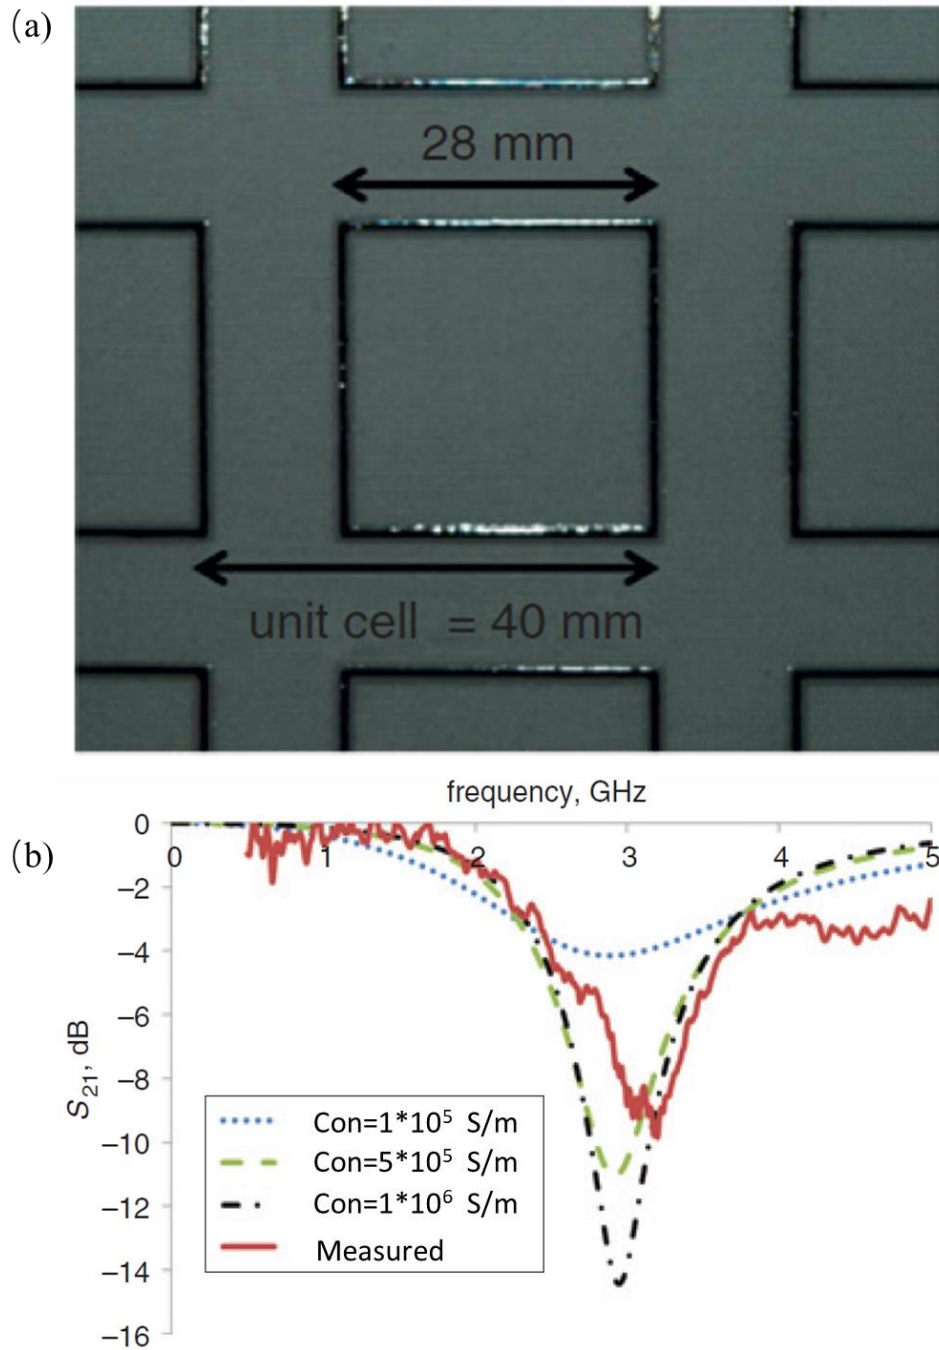 (a)
28 mm
unit cell = 40 mm
(b)
frequency, GHz
0 1 2 3 4 5
0
–2
–4
–6
–8
–10
–12
–14
–16
S21, dB
Con=1*10⁵ S/m
Con=5*10⁵ S/m
Con=1*10⁶ S/m
Measured